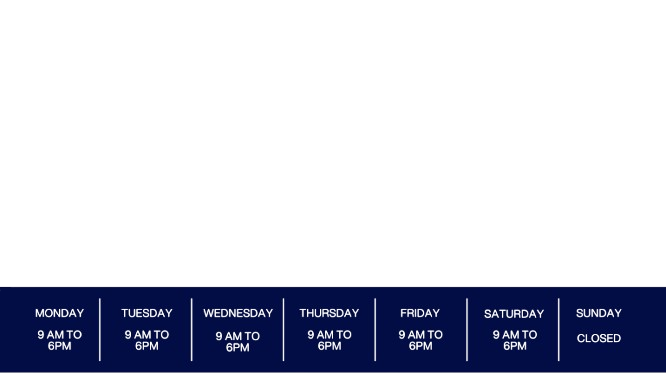 MONDAY
9 AM TO
6PM
TUESDAY
9 AM TO
6PM
WEDNESDAY
9 AM TO
6PM
THURSDAY
9 AM TO
6PM
FRIDAY
9 AM TO
6PM
SATURDAY
9 AM TO
6PM
SUNDAY
CLOSED